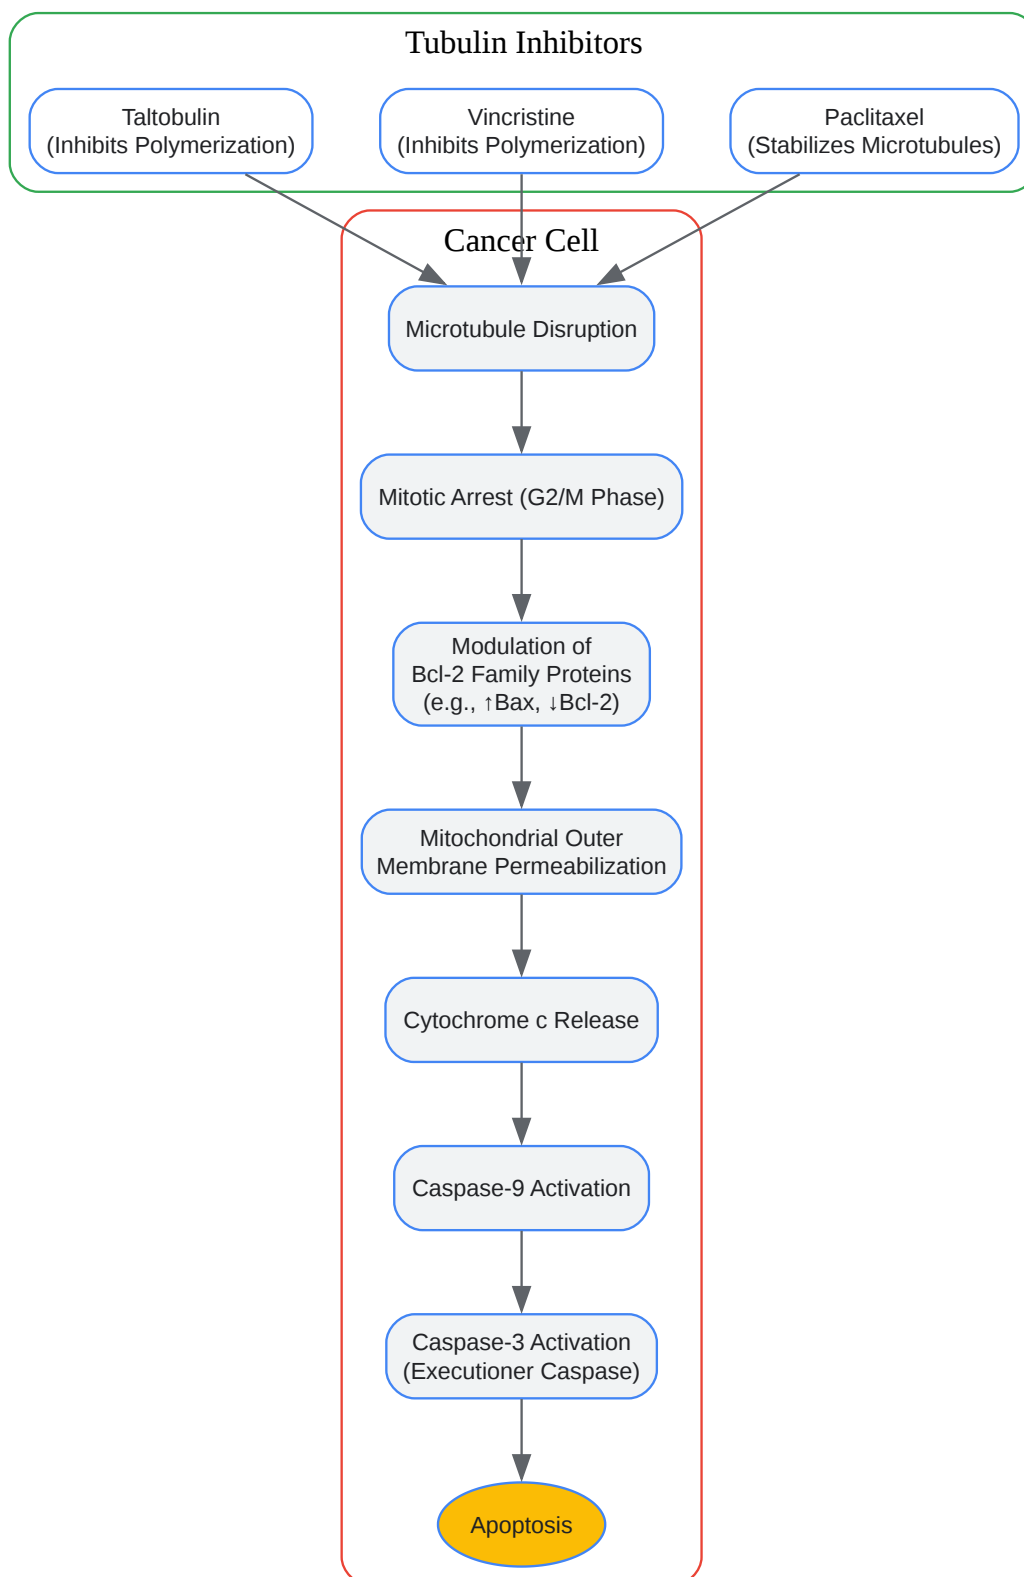 Tubulin Inhibitors
Taltobulin
(Inhibits Polymerization)
Vincristine
(Inhibits Polymerization)
Paclitaxel
(Stabilizes Microtubules)
Cancer Cell
Microtubule Disruption
Mitotic Arrest (G2/M Phase)
Modulation of
Bcl-2 Family Proteins
(e.g., ↑Bax, ↓Bcl-2)
Mitochondrial Outer
Membrane Permeabilization
Cytochrome c Release
Caspase-9 Activation
Caspase-3 Activation
(Executioner Caspase)
Apoptosis